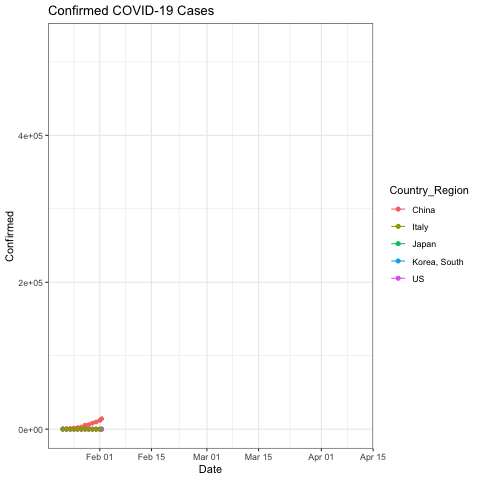 Confirmed COVID-19 Cases
Confirmed
4e+05
2e+05
0e+00
Feb 01 Feb 15 Mar 01 Mar 15 Apr 01 Apr 15
Date
Country_Region
China
Italy
Japan
Korea, South
US